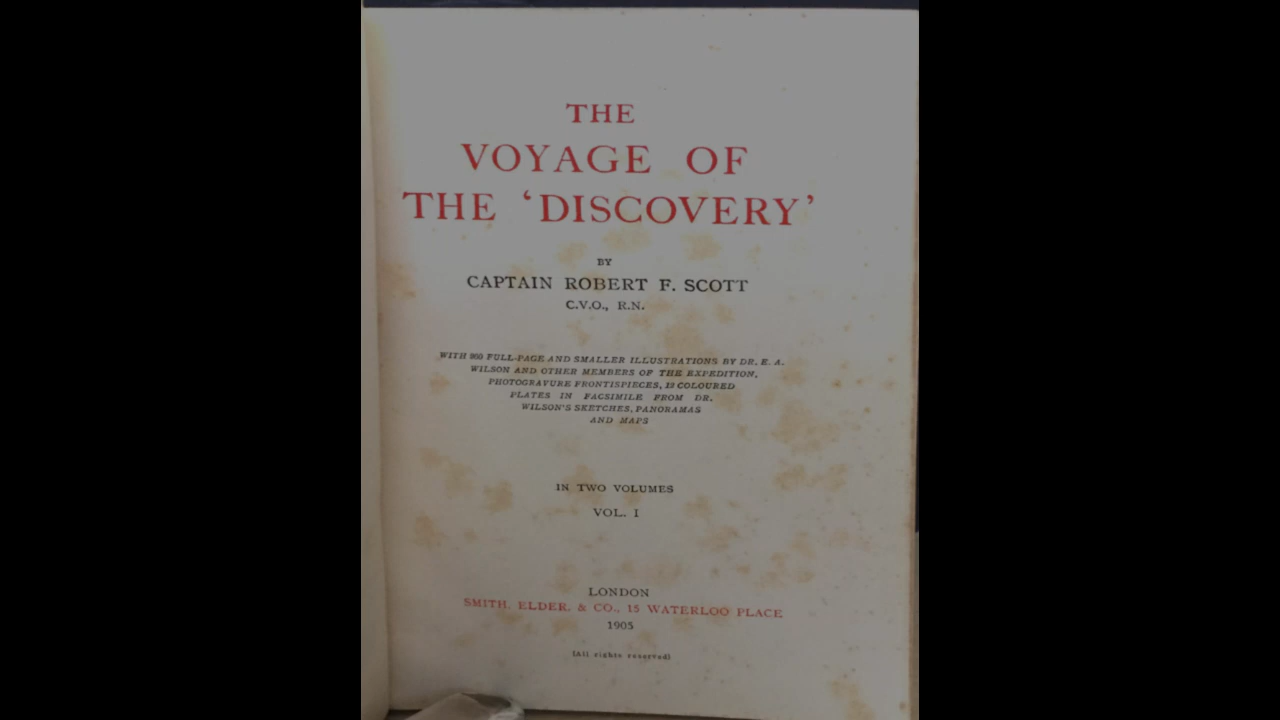 THE
VOYAGE OF
THE 'DISCOVERY'
BY
CAPTAIN ROBERT F. SCOTT
C.V.O., R.N.
WITH 260 FULL-PAGE AND SMALLER ILLUSTRATIONS BY DR. E. A.
WILSON AND OTHER MEMBERS OF THE EXPEDITION,
PHOTOGRAVURE FRONTISPIECES, 12 COLOURED
PLATES IN FACSIMILE FROM DR.
WILSON'S SKETCHES, PANORAMAS
AND MAPS
IN TWO VOLUMES
VOL. I
LONDON
SMITH, ELDER, & CO., 15 WATERLOO PLACE
1905
(All rights reserved)